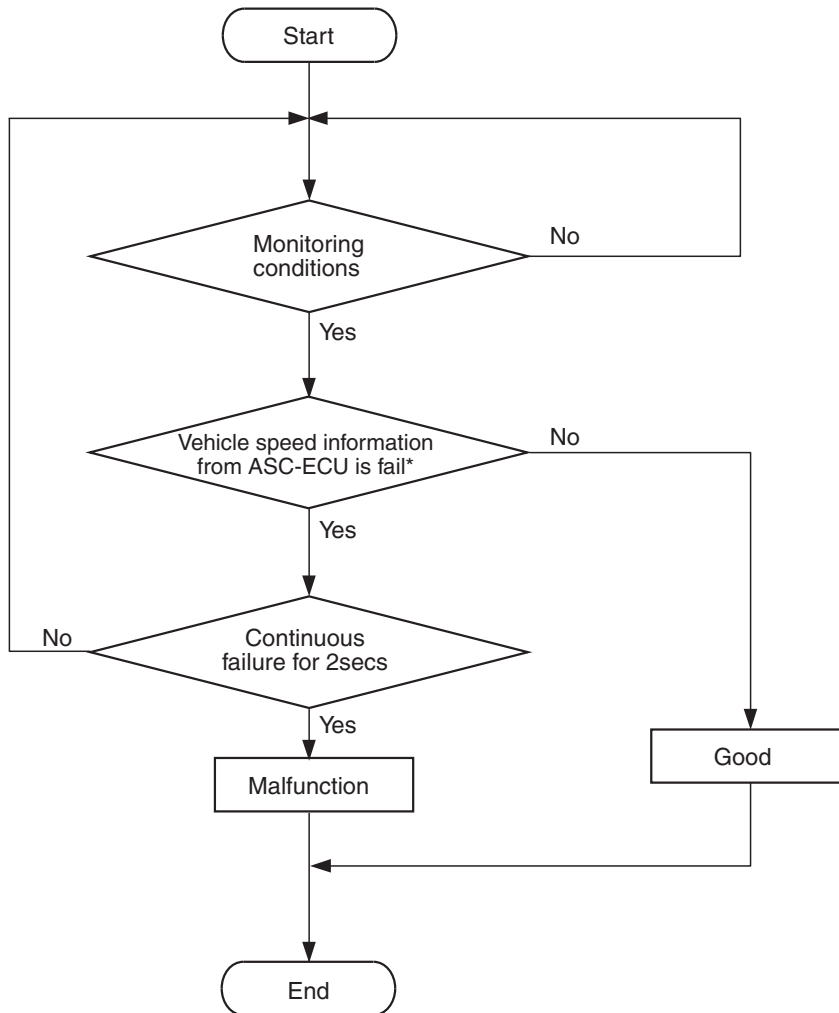 Start
Monitoring
conditions
No
Yes
Vehicle speed information
from ASC-ECU is fail*
No
Yes
Continuous
failure for 2secs
No
Yes
Malfunction
Good
End